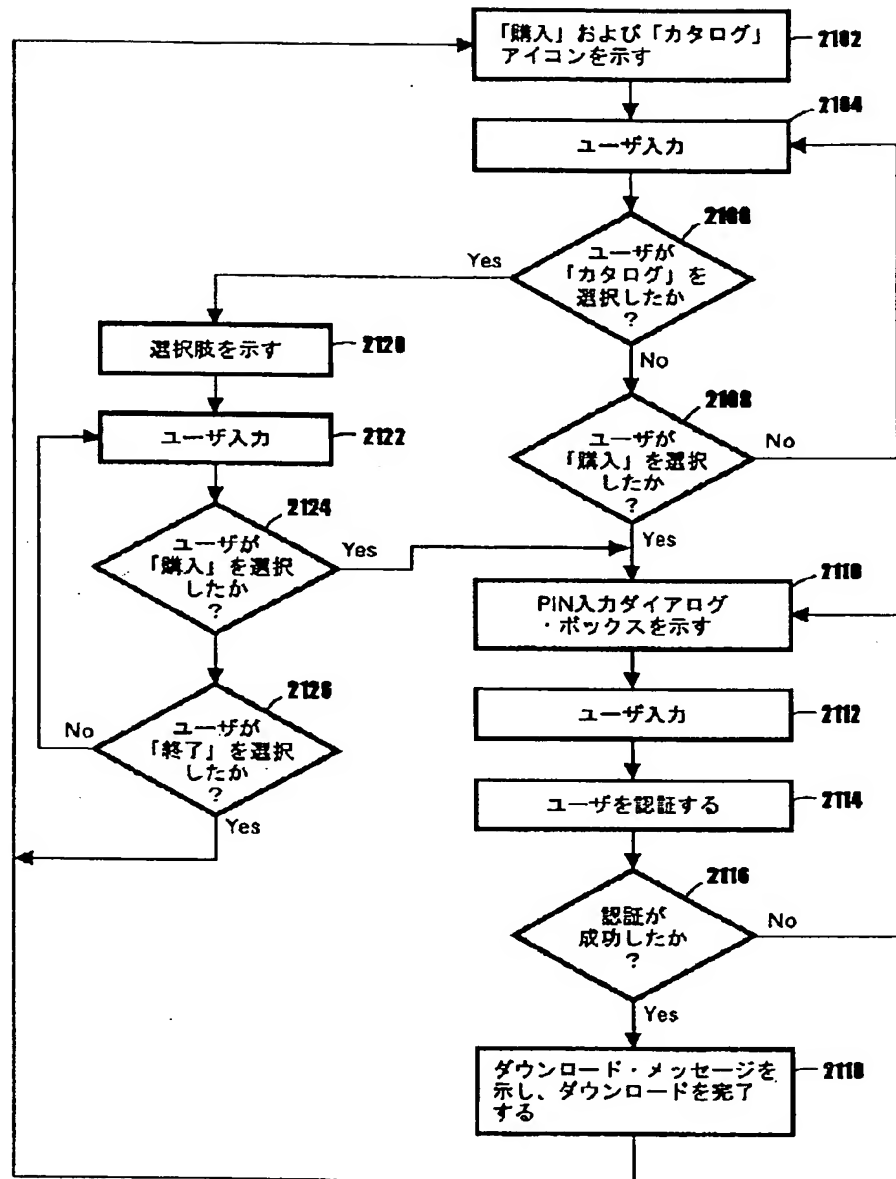 「購入」および「カタログ」
アイコンを示す
2102
2104
ユーザ入力
2106
ユーザが
「カタログ」を
選択したか
?
Yes
No
選択肢を示す
2120
ユーザ入力
2122
2108
ユーザが
「購入」を選択
したか
?
No
Yes
2124
ユーザが
「購入」を選択
したか
?
Yes
2110
PIN入力ダイアログ
・ボックスを示す
2126
ユーザが
「終了」を選択
したか
?
No
Yes
ユーザ入力
2112
ユーザを認証する
2114
2116
認証が
成功したか
?
No
Yes
ダウンロード・メッセージを
示し、ダウンロードを完了
する
2118